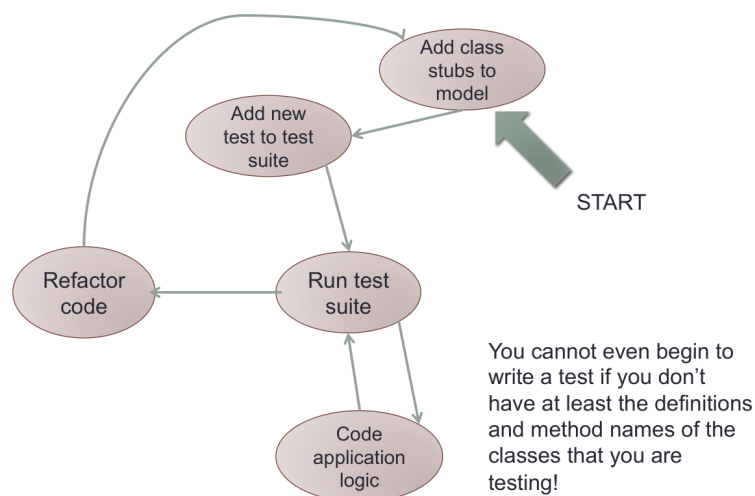 Add class
stubs to
model
Add new
test to test
suite
START
Refactor
code
Run test
suite
You cannot even begin to
write a test if you don’t
have at least the definitions
and method names of the
classes that you are
testing!
Code
application
logic